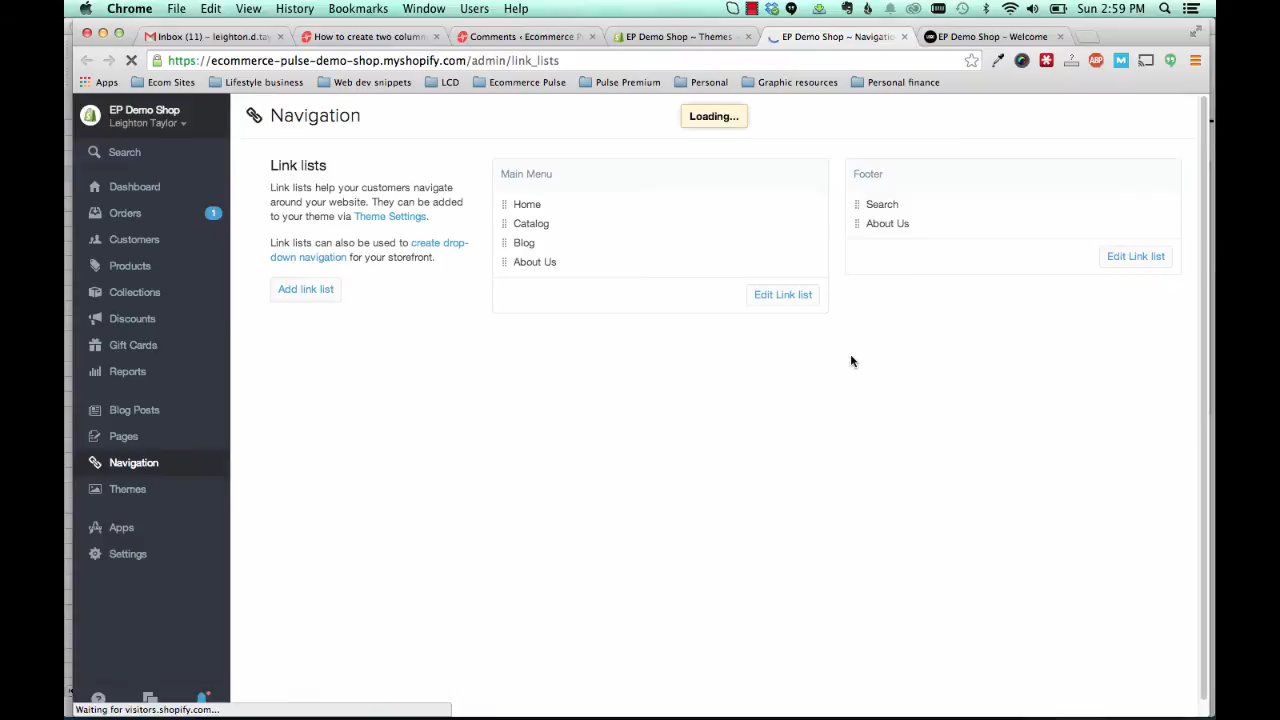 Chrome File Edit View History Bookmarks Window Users Help Sun 2:59 PM
Inbox (11) – leighton.d.tay How to create two column Comments ‹ Ecommerce P EP Demo Shop ~ Themes EP Demo Shop ~ Navigatio EP Demo Shop – Welcome
https://ecommerce-pulse-demo-shop.myshopify.com/admin/link_lists
Apps Ecom Sites Lifestyle business Web dev snippets LCD Ecommerce Pulse Pulse Premium Personal Graphic resources Personal finance
EP Demo Shop
Leighton Taylor
Search
Dashboard
Orders 1
Customers
Products
Collections
Discounts
Gift Cards
Reports
Blog Posts
Pages
Navigation
Themes
Apps
Settings
Navigation
Loading...
Link lists
Link lists help your customers navigate
around your website. They can be added
to your theme via Theme Settings.
Link lists can also be used to create drop-
down navigation for your storefront.
Add link list
Main Menu
Home
Catalog
Blog
About Us
Edit Link list
Footer
Search
About Us
Edit Link list
Waiting for visitors.shopify.com...